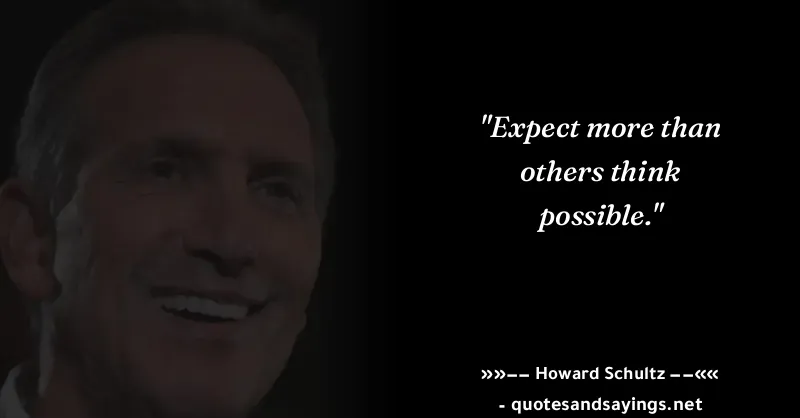 "Expect more than
others think
possible."
»»−− Howard Schultz −−««
- quotesandsayings.net